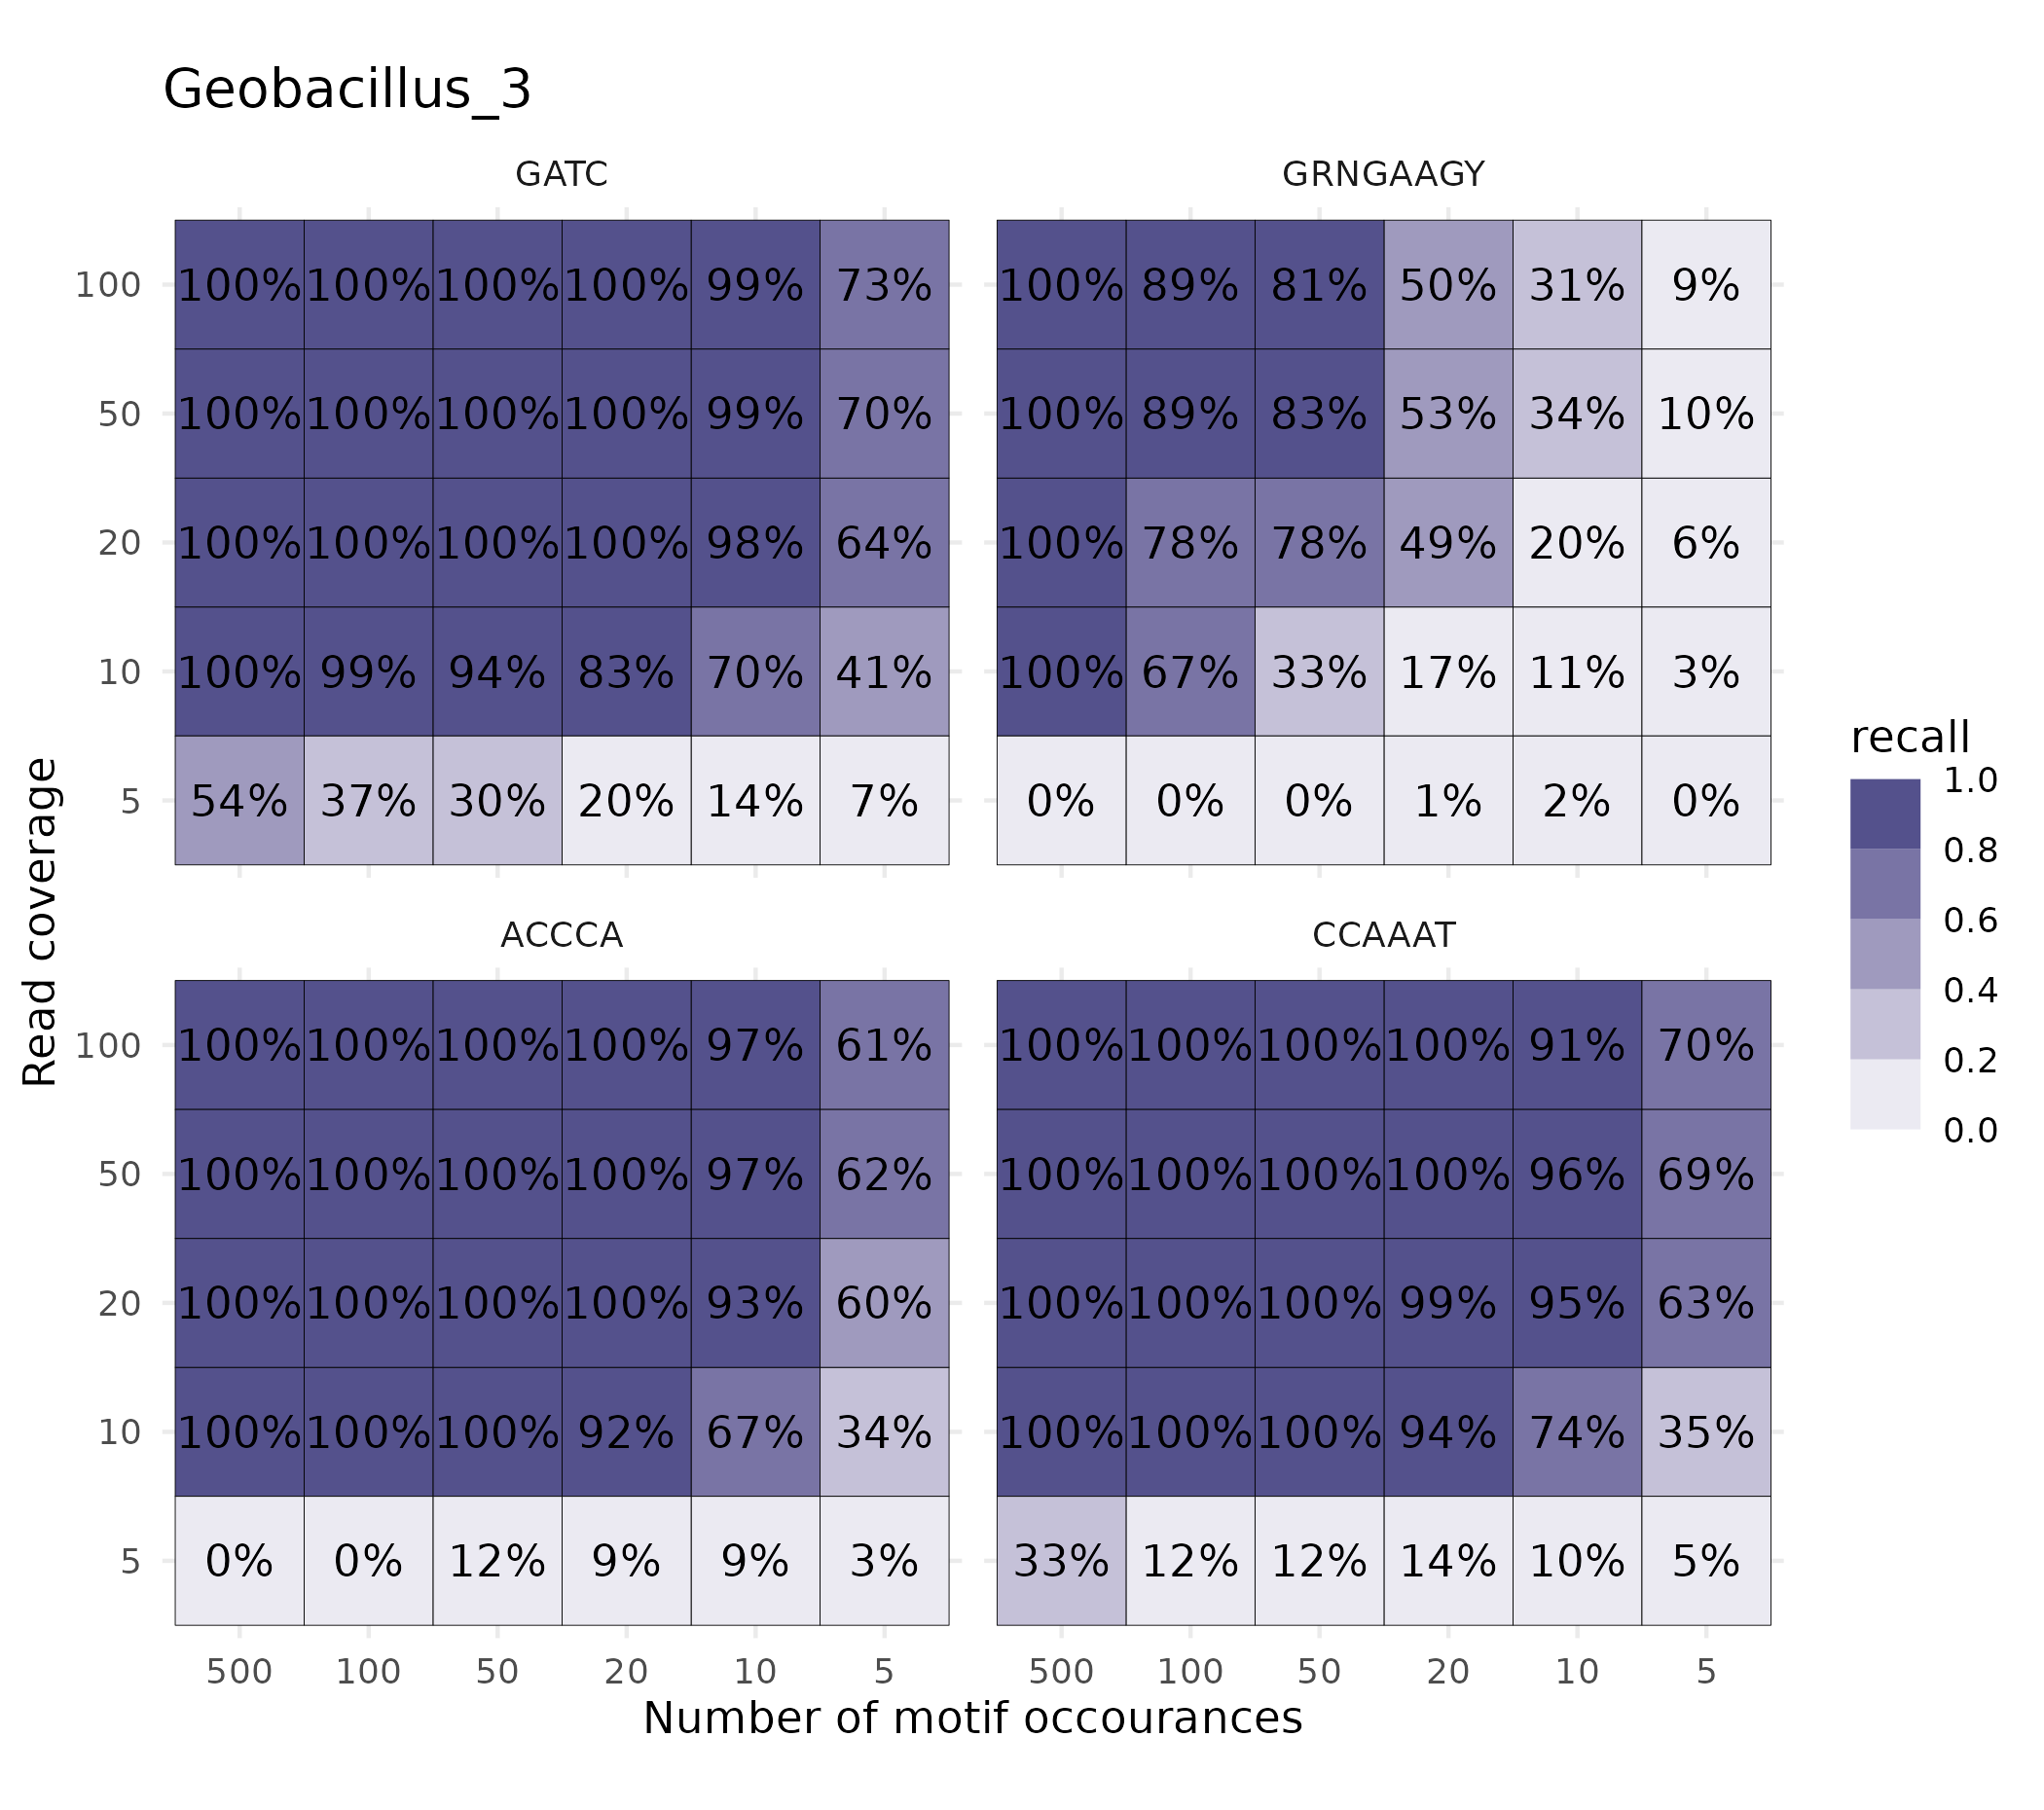 Geobacillus_3
GATC GRNGAAGY
100 100% 100% 100% 100% 99% 73% 100% 89% 81% 50% 31% 9%
50 100% 100% 100% 100% 99% 70% 100% 89% 83% 53% 34% 10%
20 100% 100% 100% 100% 98% 64% 100% 78% 78% 49% 20% 6%
10 100% 99% 94% 83% 70% 41% 100% 67% 33% 17% 11% 3%
5 54% 37% 30% 20% 14% 7% 0% 0% 0% 1% 2% 0%
ACCCA CCAAAT
100 100% 100% 100% 100% 97% 61% 100% 100% 100% 100% 91% 70%
50 100% 100% 100% 100% 97% 62% 100% 100% 100% 100% 96% 69%
20 100% 100% 100% 100% 93% 60% 100% 100% 100% 99% 95% 63%
10 100% 100% 100% 92% 67% 34% 100% 100% 100% 94% 74% 35%
5 0% 0% 12% 9% 9% 3% 33% 12% 12% 14% 10% 5%
500 100 50 20 10 5 500 100 50 20 10 5
Number of motif occourances
Read coverage
recall
1.0
0.8
0.6
0.4
0.2
0.0